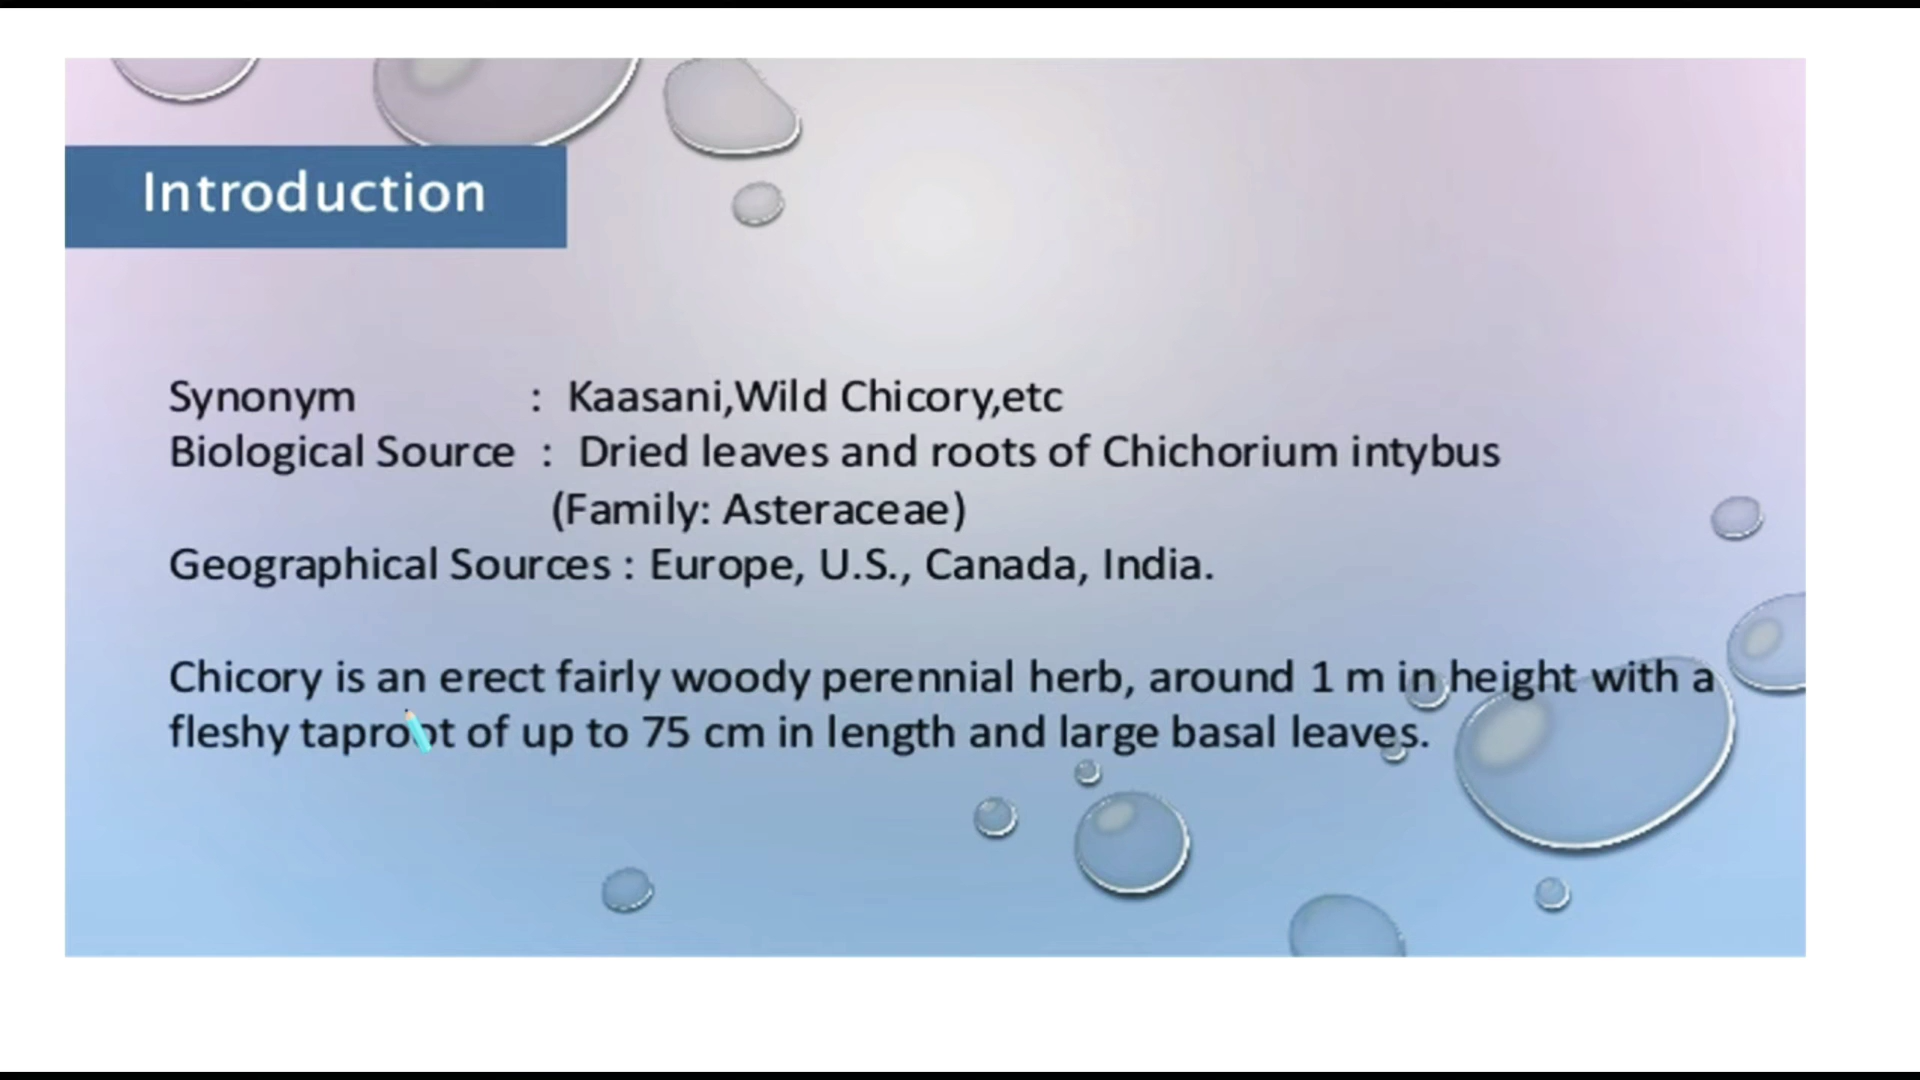 Introduction
Synonym : Kaasani,Wild Chicory,etc
Biological Source : Dried leaves and roots of Chichorium intybus
(Family: Asteraceae)
Geographical Sources : Europe, U.S., Canada, India.
Chicory is an erect fairly woody perennial herb, around 1 m in height with a
fleshy taproot of up to 75 cm in length and large basal leaves.